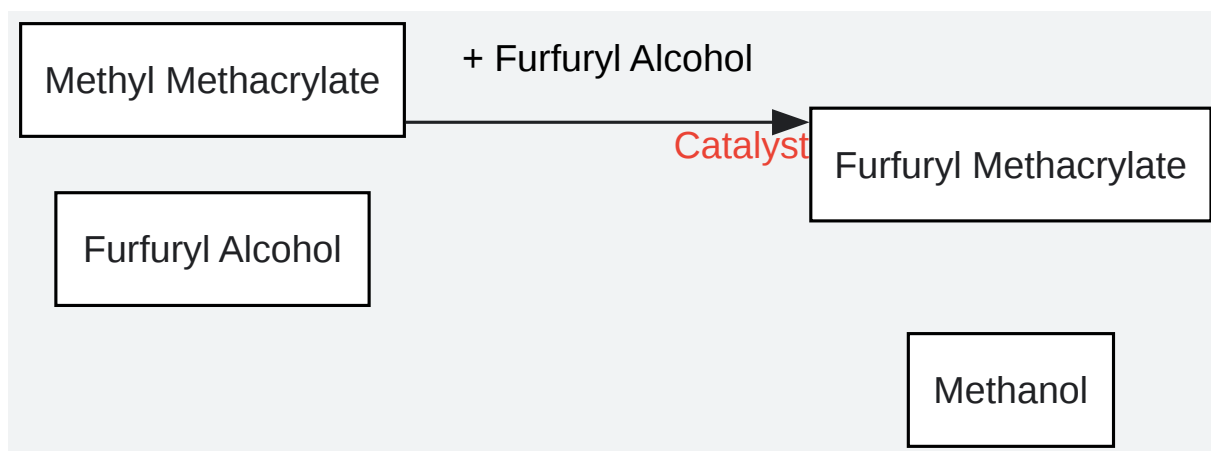 Methyl Methacrylate
+ Furfuryl Alcohol
Catalyst
Furfuryl Methacrylate
Furfuryl Alcohol
Methanol